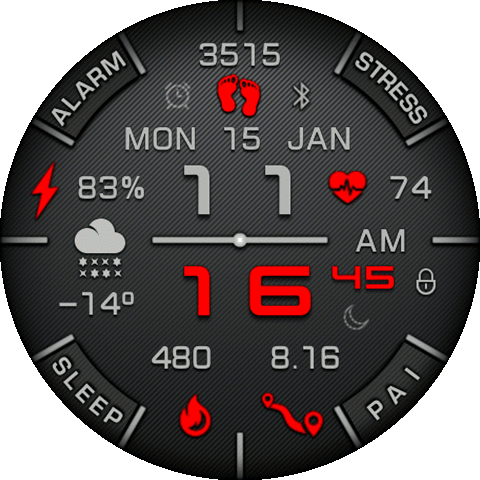 3515
ALARM
STRESS
MON 15 JAN
83%
11
74
AM
16
45
-14º
480
8.16
SLEEP
PAI